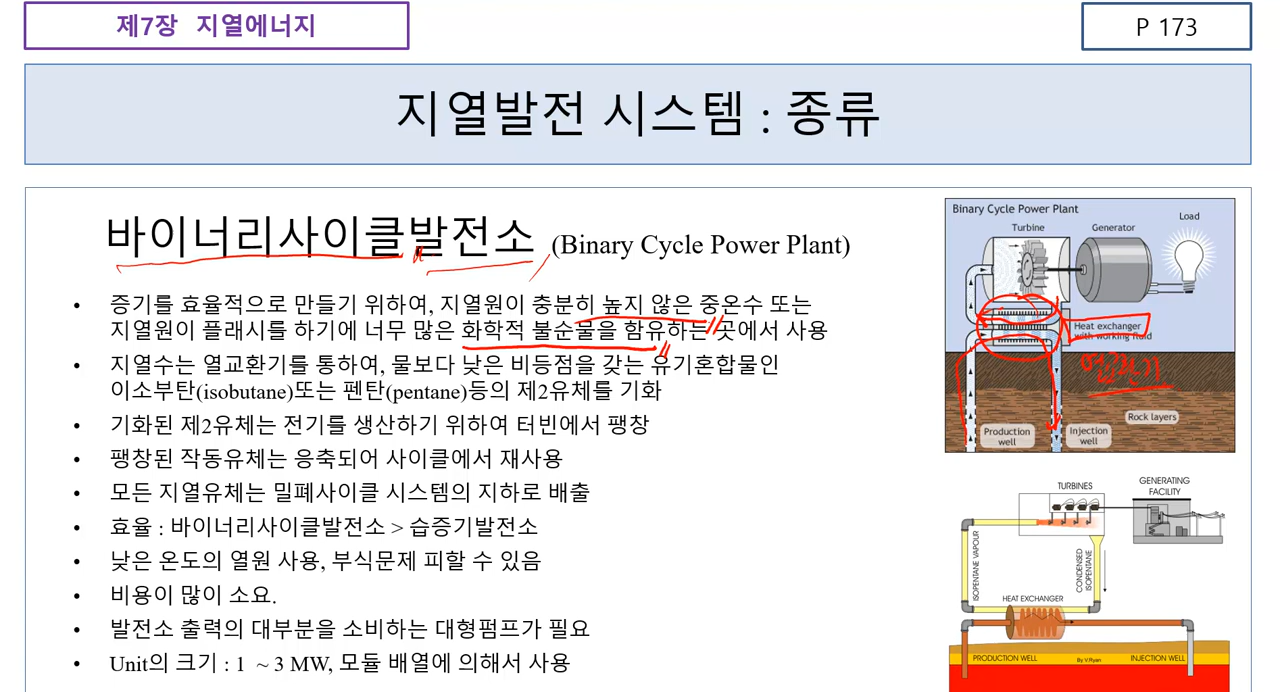 제7장 지열에너지
P 173
지열발전 시스템 : 종류
바이너리사이클발전소 (Binary Cycle Power Plant)
• 증기를 효율적으로 만들기 위하여, 지열원이 충분히 높지 않은 중온수 또는
지열원이 플래시를 하기에 너무 많은 화학적 불순물을 함유하는 곳에서 사용
• 지열수는 열교환기를 통하여, 물보다 낮은 비등점을 갖는 유기혼합물인
이소부탄(isobutane)또는 펜탄(pentane)등의 제2유체를 기화
• 기화된 제2유체는 전기를 생산하기 위하여 터빈에서 팽창
• 팽창된 작동유체는 응축되어 사이클에서 재사용
• 모든 지열유체는 밀폐사이클 시스템의 지하로 배출
• 효율 : 바이너리사이클발전소 > 습증기발전소
• 낮은 온도의 열원 사용, 부식문제 피할 수 있음
• 비용이 많이 소요.
• 발전소 출력의 대부분을 소비하는 대형펌프가 필요
• Unit의 크기 : 1 ~ 3 MW, 모듈 배열에 의해서 사용
Binary Cycle Power Plant
Load
Turbine
Generator
Heat exchanger
with working fluid
열교환기
Rock layers
Production
well
Injection
well
TURBINES
GENERATING
FACILITY
ISOPENTANE VAPOUR
CONDENSED
ISOPENTANE
HEAT EXCHANGER
PRODUCTION WELL
By V.Ryan
INJECTION WELL